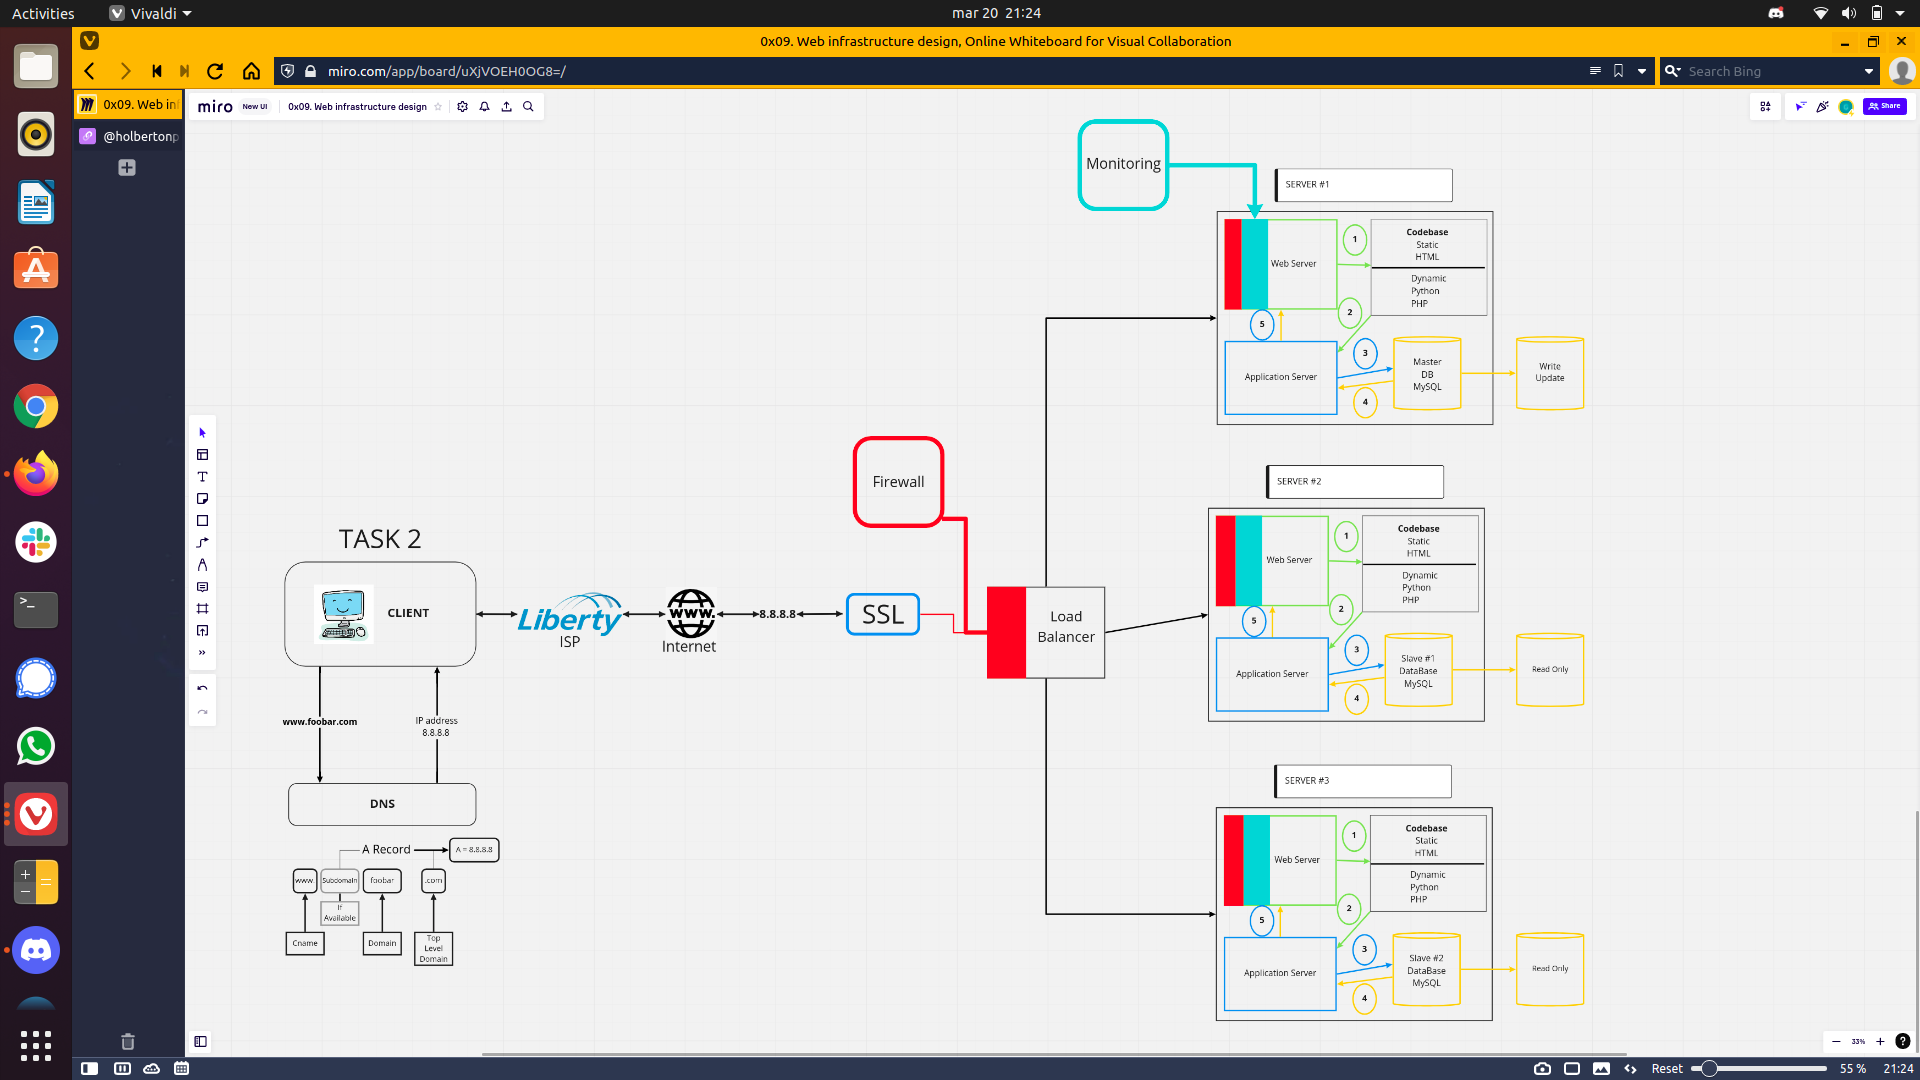 Activities
Vivaldi
mar 20 21:24
0x09. Web infrastructure design, Online Whiteboard for Visual Collaboration
miro.com/app/board/uXjVOEH0OG8=/
Search Bing
0x09. Web in
@holbertonp
miro
New UI
0x09. Web infrastructure design
Share
Monitoring
SERVER #1
Web Server
1
Codebase
Static
HTML
Dynamic
Python
PHP
2
5
3
Application Server
Master
DB
MySQL
4
Write
Update
Firewall
SERVER #2
Web Server
1
Codebase
Static
HTML
Dynamic
Python
PHP
2
5
3
Application Server
Slave #1
DataBase
MySQL
4
Read Only
TASK 2
CLIENT
Liberty
ISP
WWW.
Internet
8.8.8.8
SSL
Load
Balancer
www.foobar.com
IP address
8.8.8.8
DNS
A Record
A = 8.8.8.8
www.
Subdomain
foobar
.com
If
Available
Cname
Domain
Top
Level
Domain
SERVER #3
Web Server
1
Codebase
Static
HTML
Dynamic
Python
PHP
2
5
3
Application Server
Slave #2
DataBase
MySQL
4
Read Only
33%
Reset
55 %
21:24